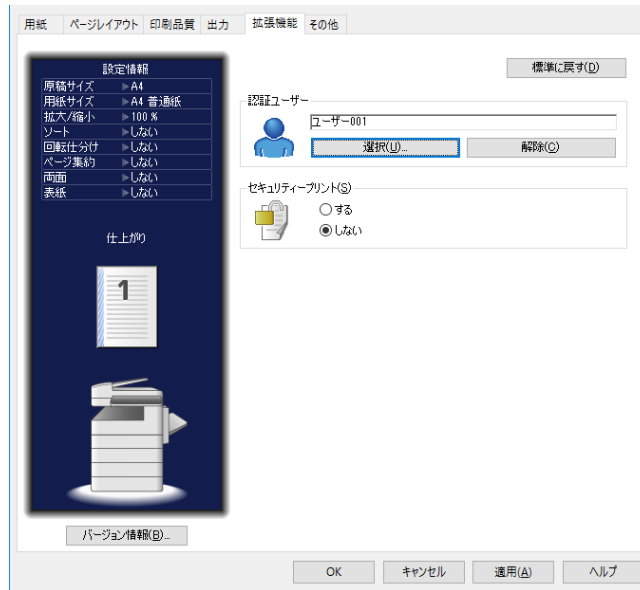 用紙 ページレイアウト 印刷品質 出力 拡張機能 その他
設定情報
原稿サイズ ▶A4
用紙サイズ ▶A4 普通紙
拡大/縮小 ▶100 %
ソート ▶しない
回転仕分け ▶しない
ページ集約 ▶しない
両面 ▶しない
表紙 ▶しない
仕上がり
1
バージョン情報(B)...
標準に戻す(D)
認証ユーザー
ユーザー001
選択(U)... 解除(C)
セキュリティープリント(S)
する
しない
OK キャンセル 適用(A) ヘルプ